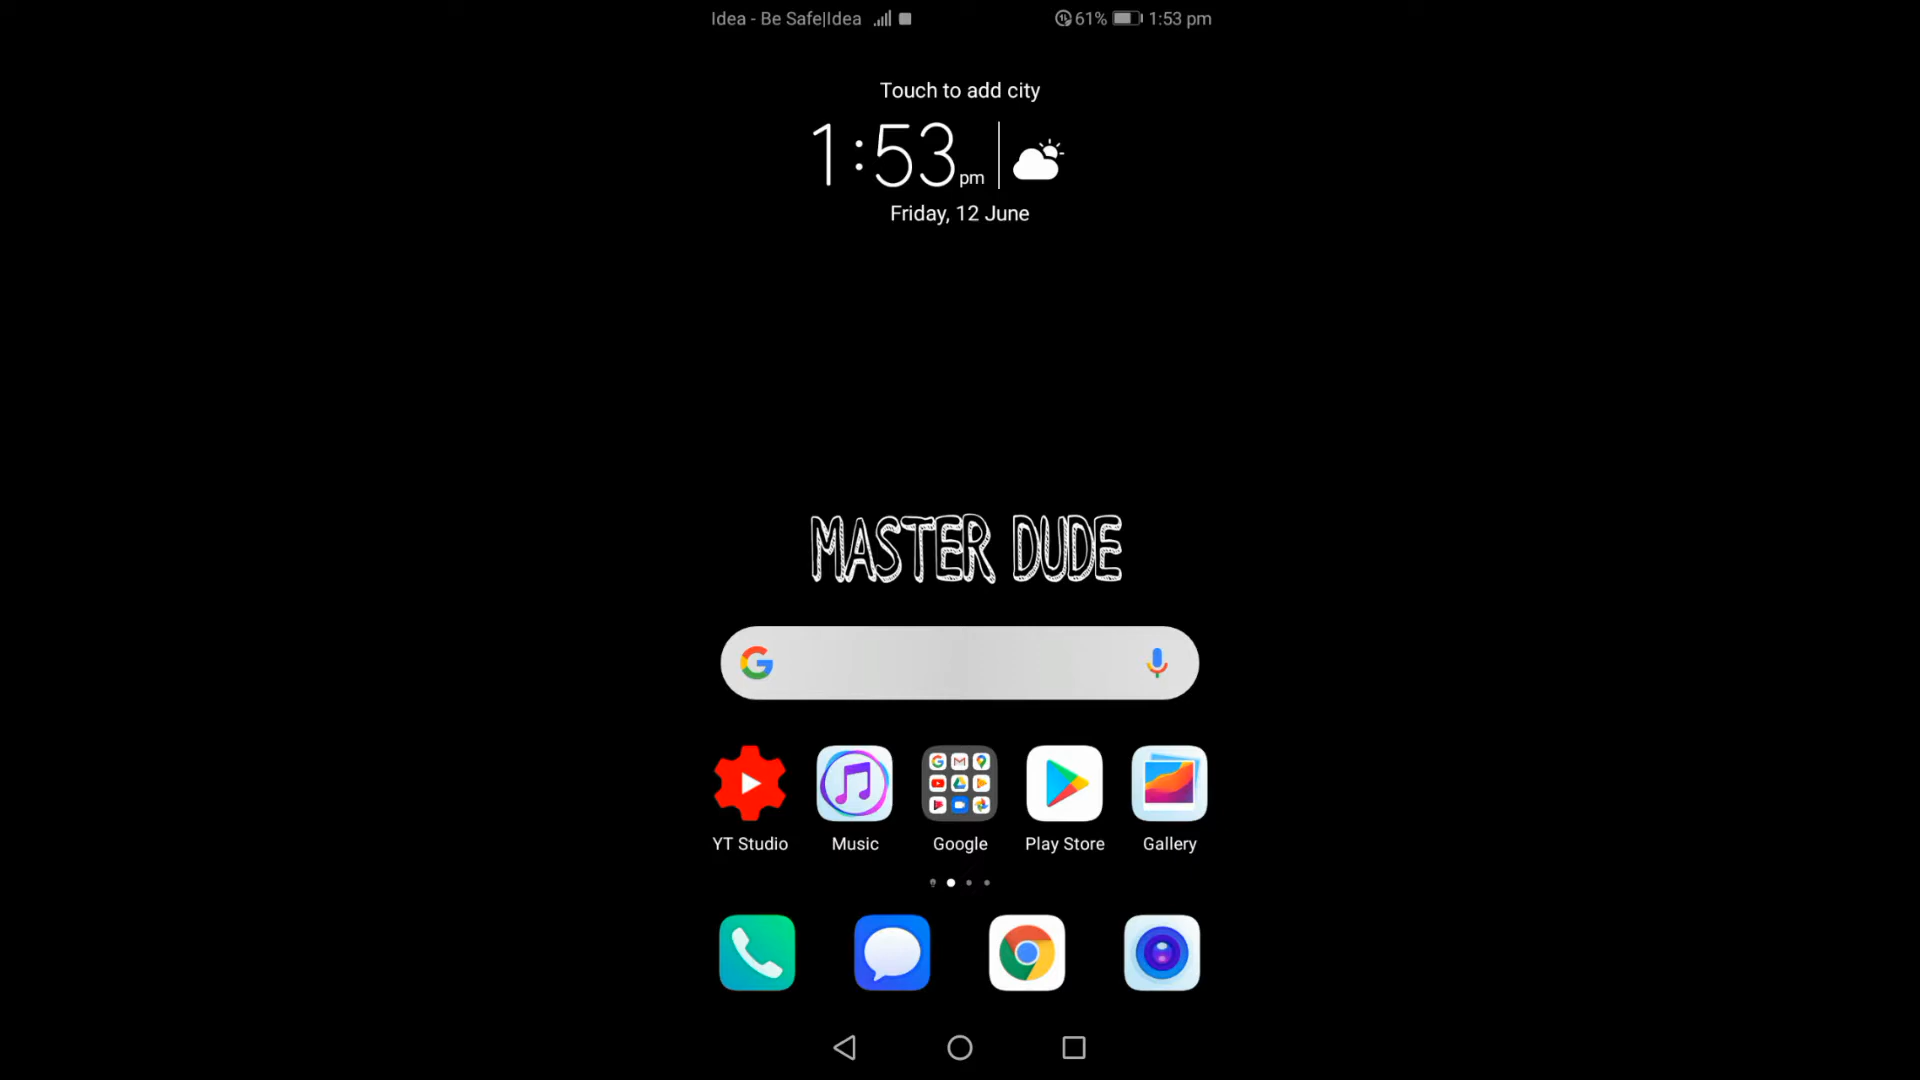 Idea - Be Safe|Idea
61% 1:53 pm
Touch to add city
1:53 pm
Friday, 12 June
MASTER DUDE
YT Studio Music Google Play Store Gallery